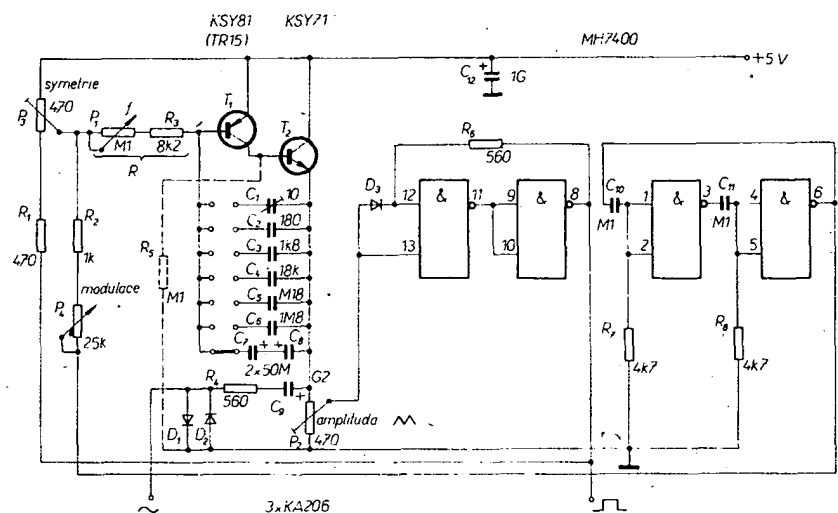 KSY81 KSY71
(TR15)
MH7400
+5 V
C12 + 1G
symetrie
P3 470
P1 f
M1
R3
8k2
R
T1
T2
R6
560
D3
12 & 11 9 & 8
13 10
C10
M1
1 & 3
2
C11
M1
4 & 6
5
C1 10
C2 180
C3 1k8
C4 18k
C5 M18
C6 1M8
C7 + + C8
2×50M
R1
470
R2
1k
R5
M1
modulace
P4
25k
R7
4k7
R8
4k7
R4
560
C9 +
G2
amplituda
P2 470
D1 D2
~
3×KA206